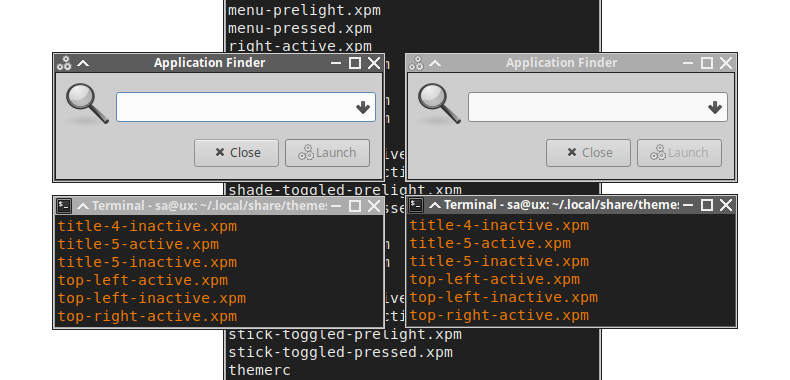 menu-prelight.xpm
menu-pressed.xpm
right-active.xpm
Application Finder
Close
Launch
Application Finder
Close
Launch
shade-toggled-prelight.xpm
Terminal - sa@ux: ~/.local/share/theme
title-4-inactive.xpm
title-5-active.xpm
title-5-inactive.xpm
top-left-active.xpm
top-left-inactive.xpm
top-right-active.xpm
Terminal - sa@ux: ~/.local/share/theme
title-4-inactive.xpm
title-5-active.xpm
title-5-inactive.xpm
top-left-active.xpm
top-left-inactive.xpm
top-right-active.xpm
stick-toggled-prelight.xpm
stick-toggled-pressed.xpm
themerc